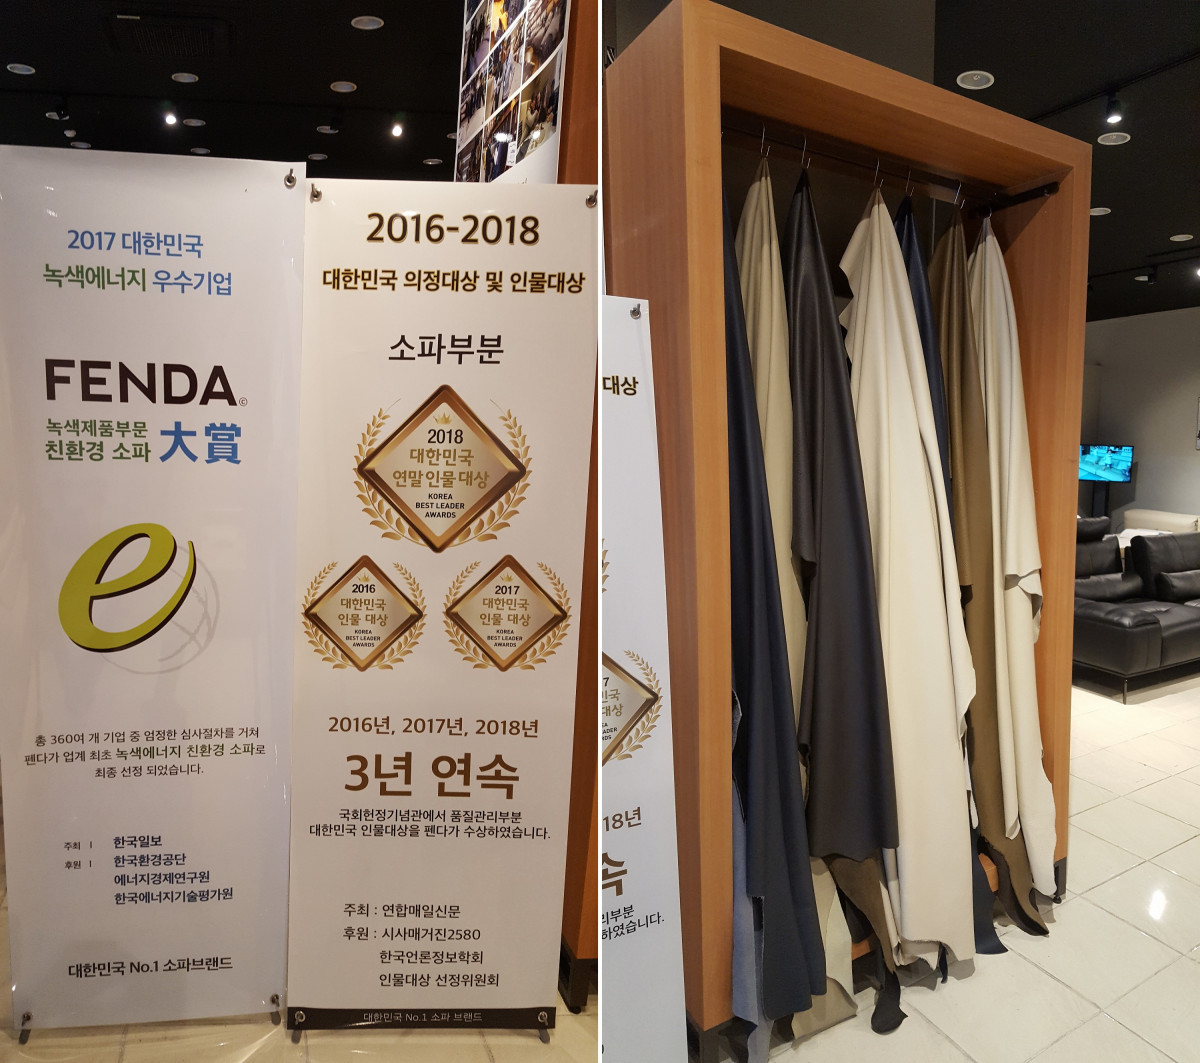 2017 대한민국
녹색에너지 우수기업
FENDA©
녹색제품부문
친환경 소파 大賞
e
총 360여 개 기업 중 엄정한 심사절차를 거쳐
펜다가 업계 최초 녹색에너지 친환경 소파로
최종 선정 되었습니다.
주최 ㅣ 한국일보
후원 ㅣ 한국환경공단
에너지경제연구원
한국에너지기술평가원
대한민국 No.1 소파브랜드
2016-2018
대한민국 의정대상 및 인물대상
소파부분
2018
대한민국
연말인물대상
KOREA
BEST LEADER
AWARDS
2016
대한민국
인물 대상
KOREA
BEST LEADER
AWARDS
2017
대한민국
인물 대상
KOREA
BEST LEADER
AWARDS
2016년, 2017년, 2018년
3년 연속
국회헌정기념관에서 품질관리부분
대한민국 인물대상을 펜다가 수상하였습니다.
주최 : 연합매일신문
후원 : 시사매거진2580
한국언론정보학회
인물대상 선정위원회
대한민국 No.1 소파 브랜드
대상
7
민국
대상
18년
속
리부분
하였습니다.